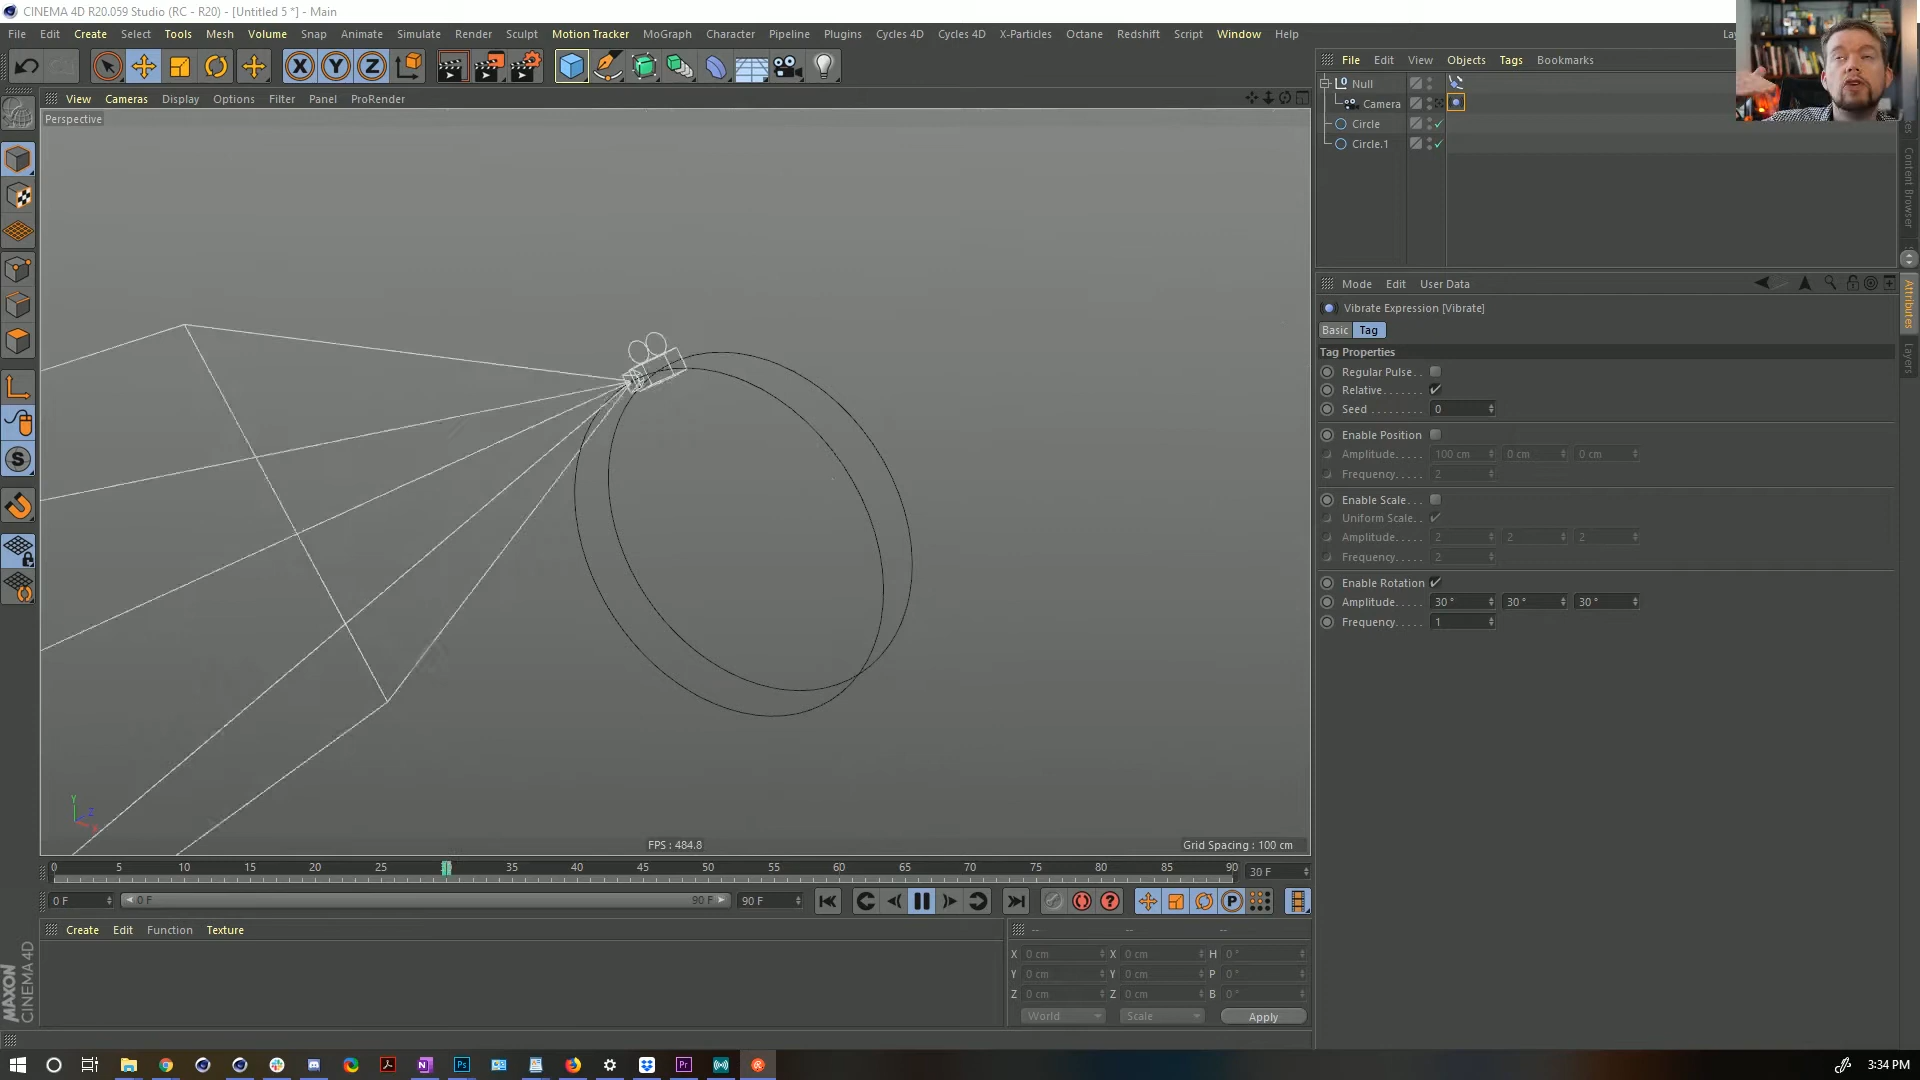 CINEMA 4D R20.059 Studio (RC - R20) - [Untitled 5 *] - Main
File Edit Create Select Tools Mesh Volume Snap Animate Simulate Render Sculpt Motion Tracker MoGraph Character Pipeline Plugins Cycles 4D Cycles 4D X-Particles Octane Redshift Script Window Help
X Y Z
File Edit View Objects Tags Bookmarks
Null
Camera
Circle
Circle.1
View Cameras Display Options Filter Panel ProRender
Perspective
Content Browser
Mode Edit User Data
Vibrate Expression [Vibrate]
Basic Tag
Tag Properties
Regular Pulse. .
Relative. . . . . . .
Seed . . . . . . . . . 0
Enable Position
Amplitude. . . . . 100 cm 0 cm 0 cm
Frequency. . . . . 2
Enable Scale. . .
Uniform Scale. .
Amplitude. . . . . 2 2 2
Frequency. . . . . 2
Enable Rotation
Amplitude. . . . . 30 ° 30 ° 30 °
Frequency. . . . . 1
Attributes
Layers
S
Y Z X
FPS : 484.8
Grid Spacing : 100 cm
0 5 10 15 20 25 35 40 45 50 55 60 65 70 75 80 85 90 30 F
0 F 0 F 90 F 90 F
P
Create Edit Function Texture
-- -- --
X 0 cm X 0 cm H 0 °
Y 0 cm Y 0 cm P 0 °
Z 0 cm Z 0 cm B 0 °
World Scale Apply
MAXON
CINEMA 4D
3:34 PM